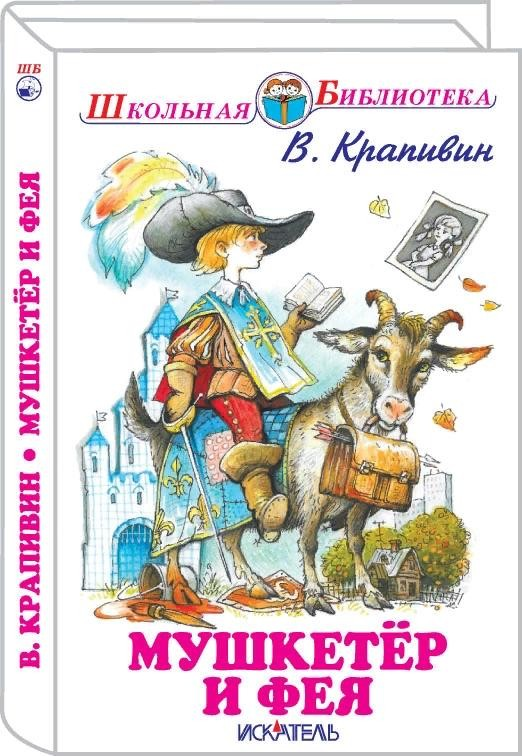 ШБ
В. КРАПИВИН • МУШКЕТЁР И ФЕЯ
ШКОЛЬНАЯ БИБЛИОТЕКА
В. Крапивин
МУШКЕТЁР
И ФЕЯ
ИСКАТЕЛЬ